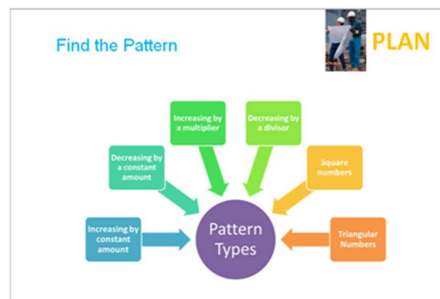 Find the Pattern
PLAN
Increasing by
a multiplier
Decreasing by
a divisor
Decreasing by
a constant
amount
Square
numbers
Increasing by
constant
amount
Pattern
Types
Triangular
Numbers